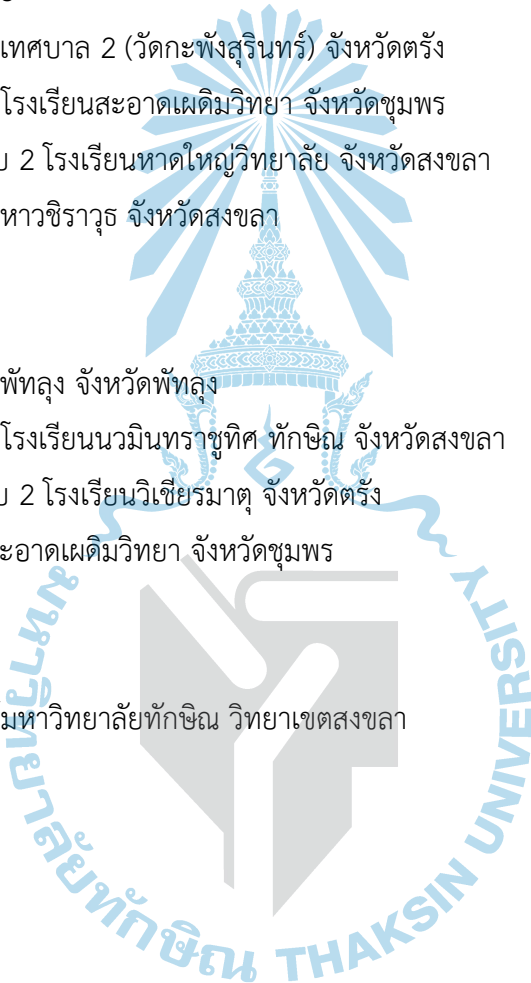 เทศบาล 2 (วัดกะพังสุรินทร์) จังหวัดตรัง
โรงเรียนสะอาดเผดิมวิทยา จังหวัดชุมพร
บ 2 โรงเรียนหาดใหญ่วิทยาลัย จังหวัดสงขลา
หาวชิราวุธ จังหวัดสงขลา
พัทลุง จังหวัดพัทลุง
โรงเรียนนวมินทราชูทิศ ทักษิณ จังหวัดสงขลา
บ 2 โรงเรียนวิเชียรมาตุ จังหวัดตรัง
ะอาดเผดิมวิทยา จังหวัดชุมพร
มหาวิทยาลัยทักษิณ วิทยาเขตสงขลา
มหาวิทยาลัยทักษิณ THAKSIN UNIVERSITY